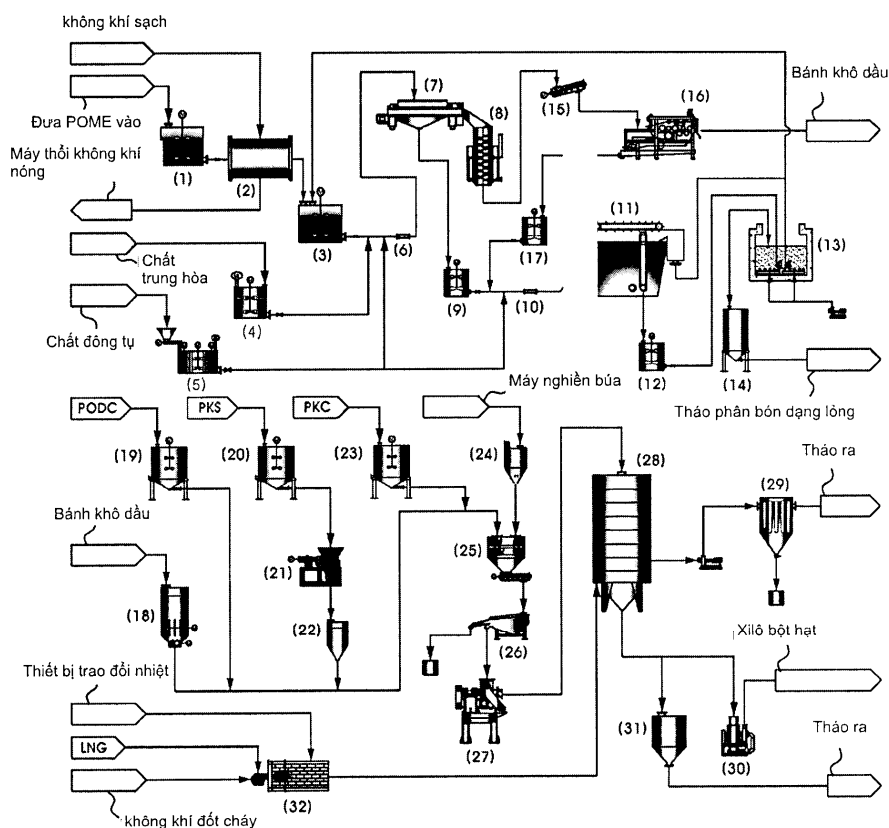 không khí sạch
Đưa POME vào
Máy thổi không khí
nóng
Chất
trung hòa
Chất đông tụ
(1)
(2)
(3)
(4)
(5)
(6)
(7)
(8)
(9)
(10)
(11)
(12)
(13)
(14)
(15)
(16)
(17)
Bánh khô dầu
Tháo phân bón dạng lỏng
Máy nghiền búa
PODC
PKS
PKC
(19)
(20)
(23)
(24)
Bánh khô dầu
(18)
(21)
(22)
(25)
(26)
(27)
(28)
(29)
Tháo ra
Xilô bột hạt
Thiết bị trao đổi nhiệt
LNG
không khí đốt cháy
(32)
(31)
(30)
Tháo ra